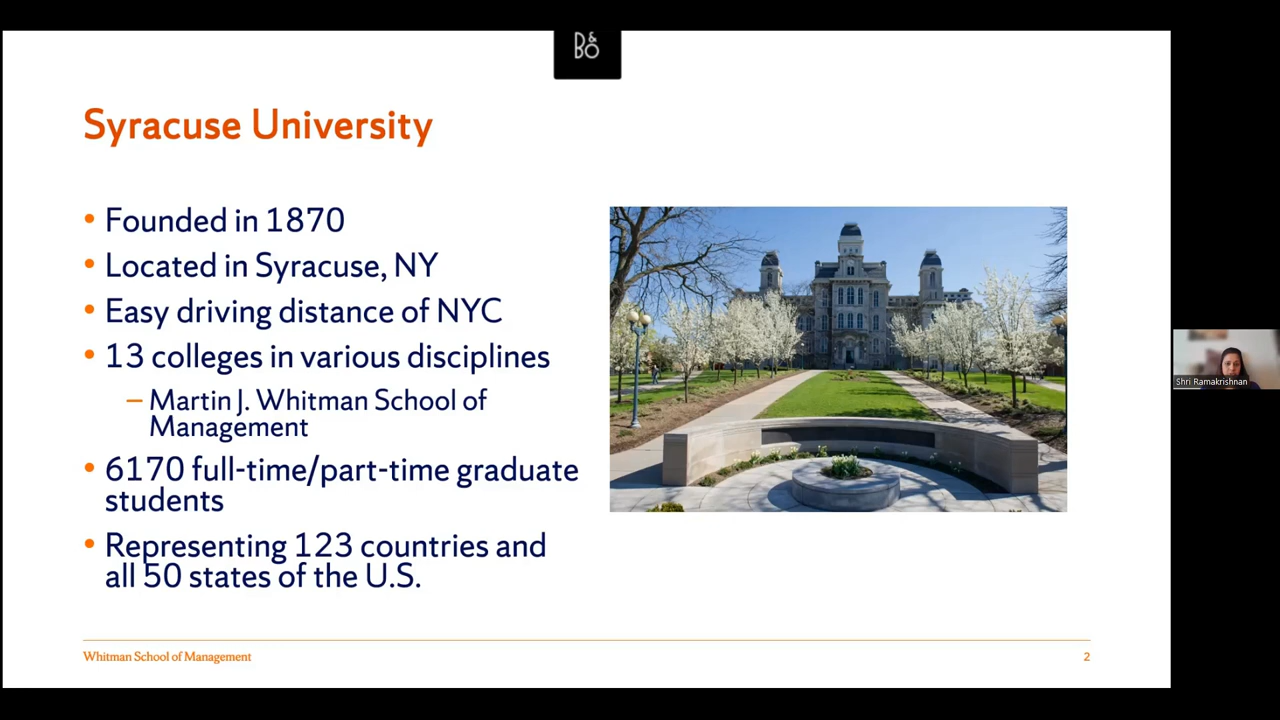 D&
BO
Syracuse University
• Founded in 1870
• Located in Syracuse, NY
• Easy driving distance of NYC
• 13 colleges in various disciplines
– Martin J. Whitman School of
Management
• 6170 full-time/part-time graduate
students
• Representing 123 countries and
all 50 states of the U.S.
Shri Ramakrishnan
Whitman School of Management
2